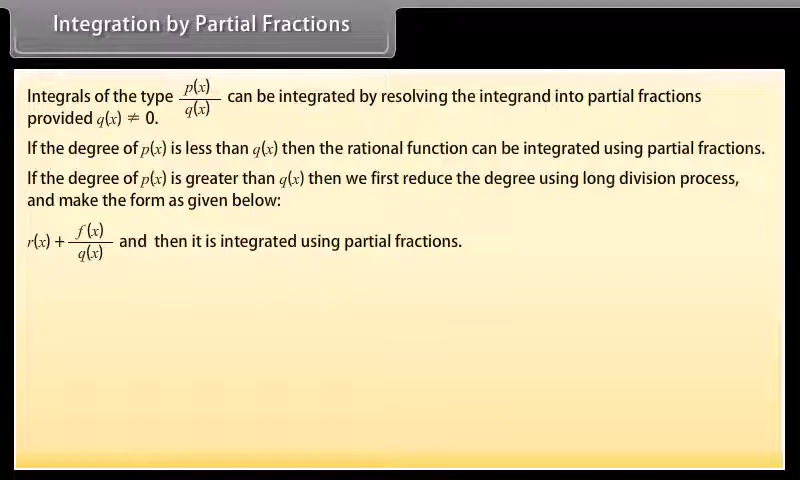 Integration by Partial Fractions
Integrals of the type p(x)/q(x) can be integrated by resolving the integrand into partial fractions
provided q(x) ≠ 0.
If the degree of p(x) is less than q(x) then the rational function can be integrated using partial fractions.
If the degree of p(x) is greater than q(x) then we first reduce the degree using long division process,
and make the form as given below:
r(x) + f(x)/q(x) and then it is integrated using partial fractions.